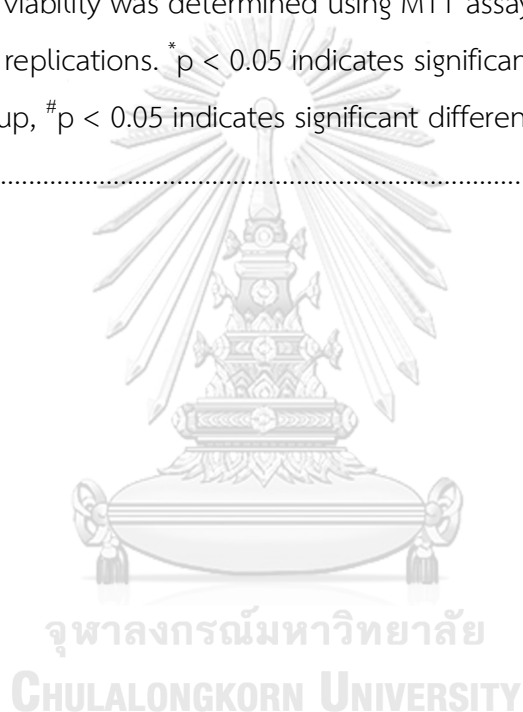 viability was determined using MTT assay
replications. *p < 0.05 indicates significan
up, #p < 0.05 indicates significant differen
................................................................................
จุฬาลงกรณ์มหาวิทยาลัย
CHULALONGKORN UNIVERSITY